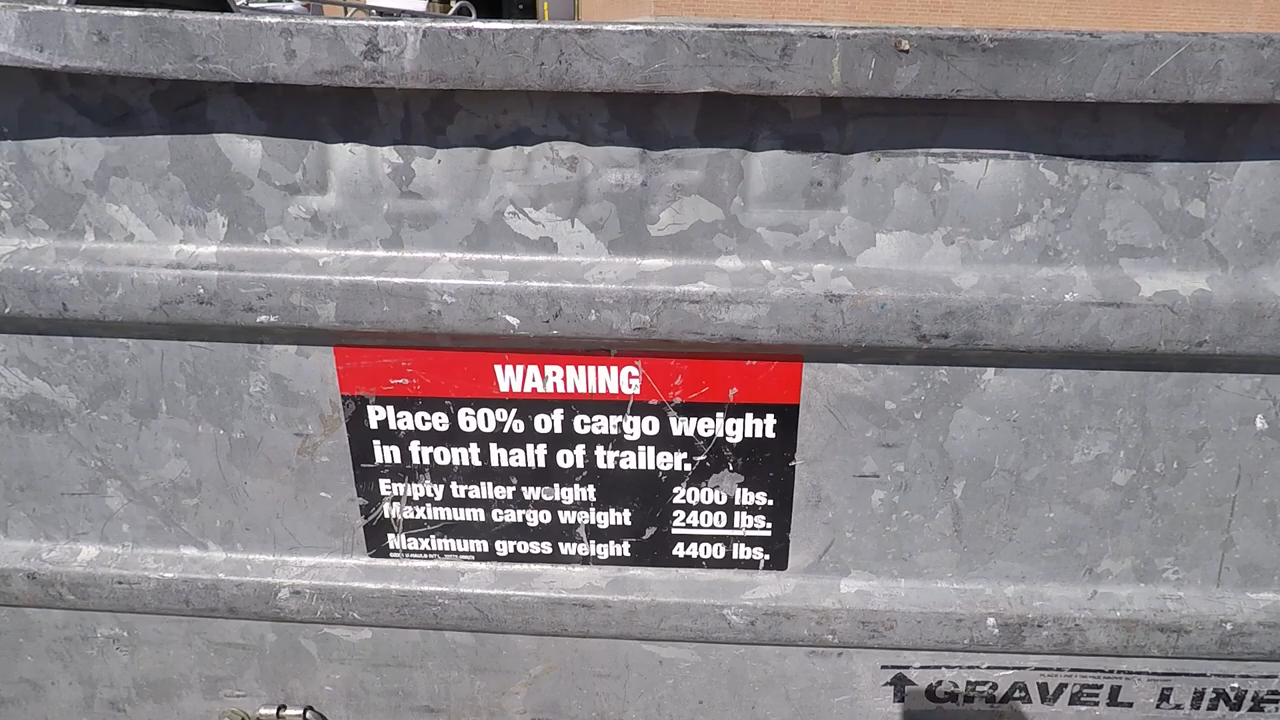 WARNING
Place 60% of cargo weight
in front half of trailer.
Empty trailer weight 2000 lbs.
Maximum cargo weight 2400 lbs.
Maximum gross weight 4400 lbs.
GRAVEL LINE